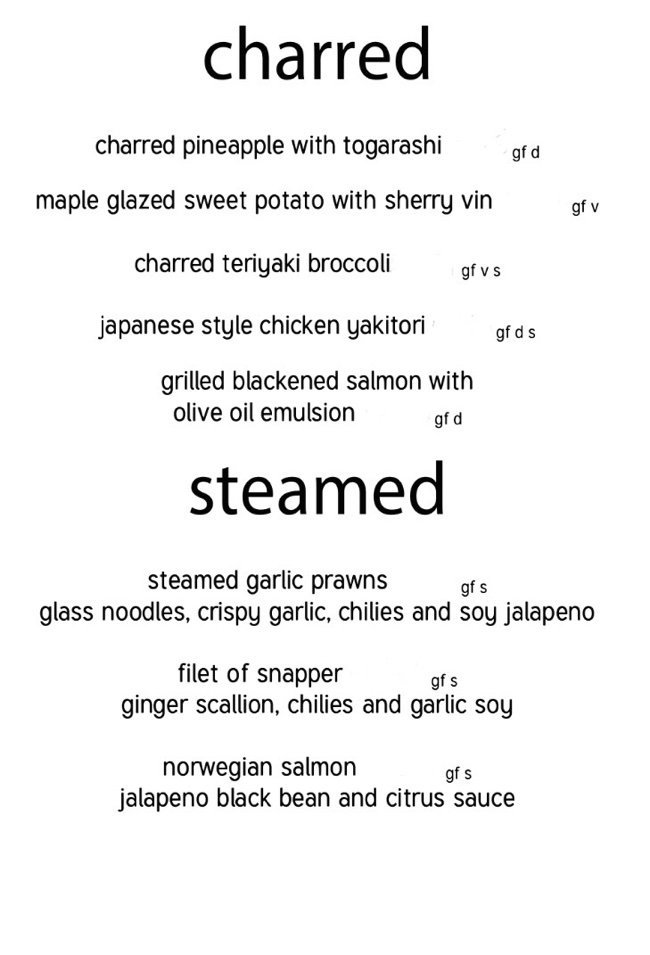 charred
charred pineapple with togarashi gf d
maple glazed sweet potato with sherry vin gf v
charred teriyaki broccoli gf v s
japanese style chicken yakitori gf d s
grilled blackened salmon with
olive oil emulsion gf d
steamed
steamed garlic prawns gf s
glass noodles, crispy garlic, chilies and soy jalapeno
filet of snapper gf s
ginger scallion, chilies and garlic soy
norwegian salmon gf s
jalapeno black bean and citrus sauce